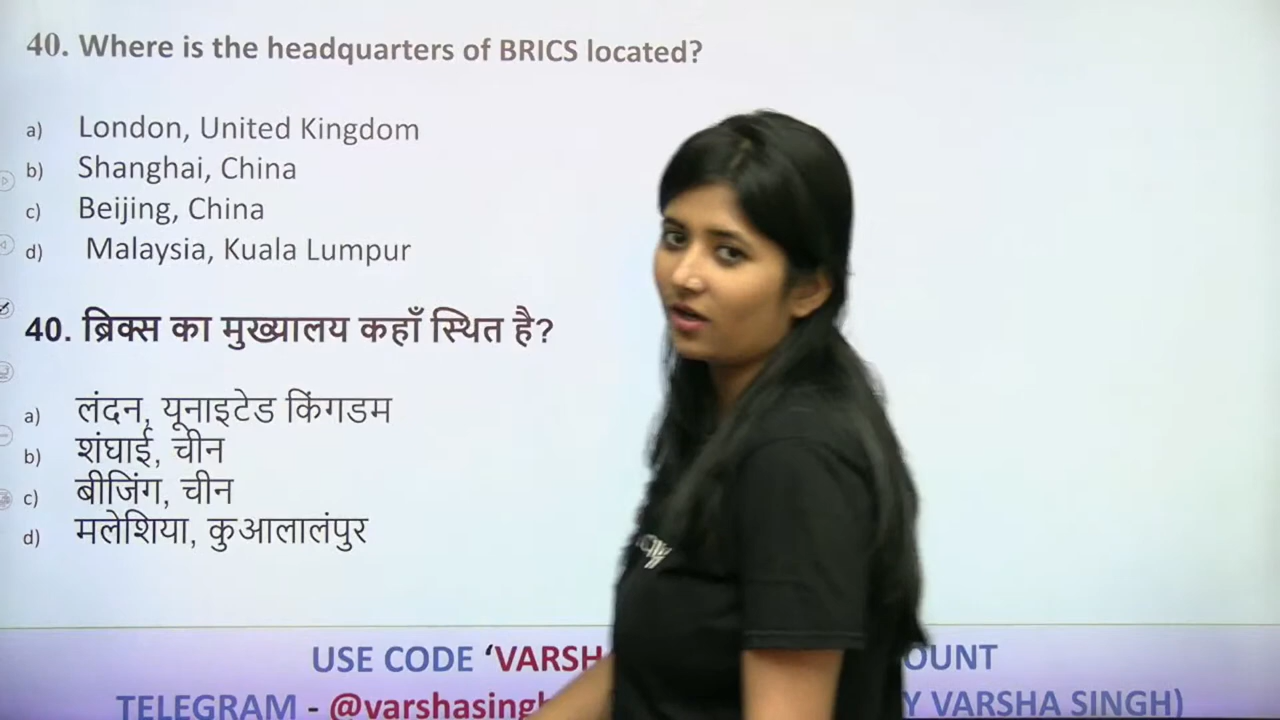 40. Where is the headquarters of BRICS located?
a) London, United Kingdom
b) Shanghai, China
c) Beijing, China
d) Malaysia, Kuala Lumpur
40. ब्रिक्स का मुख्यालय कहाँ स्थित है?
a) लंदन, यूनाइटेड किंगडम
b) शंघाई, चीन
c) बीजिंग, चीन
d) मलेशिया, कुआलालंपुर
USE CODE ‘VARSH OUNT
TELEGRAM - @varshasingh Y VARSHA SINGH)